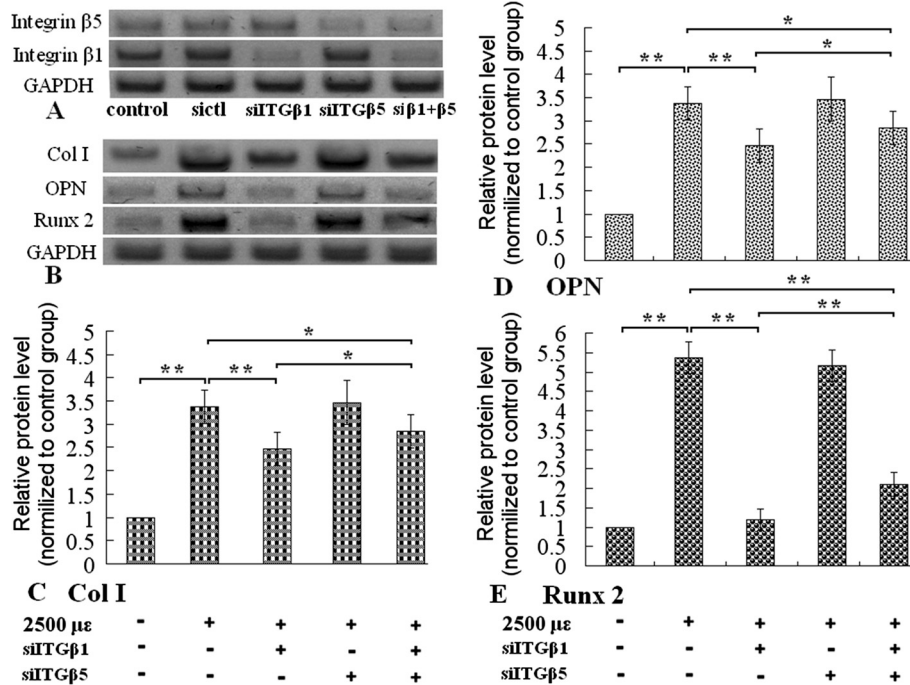 Integrin β5
Integrin β1
GAPDH
control sictl siITGβ1 siITGβ5 siβ1+β5
A
Col I
OPN
Runx 2
GAPDH
B
Relative protein level
(normilized to control group)
5
4.5
4
3.5
3
2.5
2
1.5
1
0.5
0
** ** * *
C Col I
2500 με - + + + +
siITGβ1 - - + - +
siITGβ5 - - - + +
Relative protein level
(normilized to control group)
5
4.5
4
3.5
3
2.5
2
1.5
1
0.5
0
** ** * *
D OPN
Relative protein level
(normilized to control group)
5.5
5
4.5
4
3.5
2.5
2
1.5
1
0.5
0
** ** ** **
E Runx 2
2500 με - + + + +
siITGβ1 - - + - +
siITGβ5 - - - + +